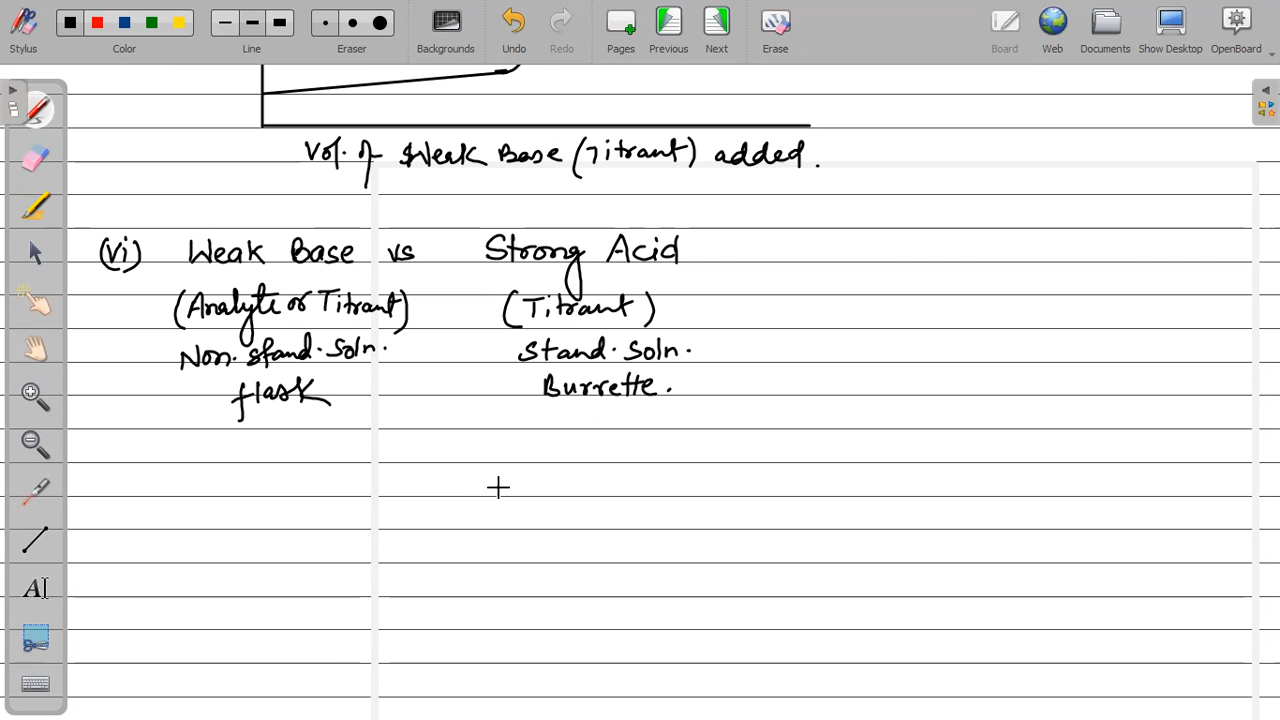 Stylus Color Line Eraser Backgrounds Undo Redo Pages Previous Next Erase Board Web Documents Show Desktop OpenBoard
Vol. of Weak Base (Titrant) added.
(vi) Weak Base vs Strong Acid
(Analyte or Titrant) (Titrant)
Non. stand. soln. Stand. soln.
flask Burrette.
AI